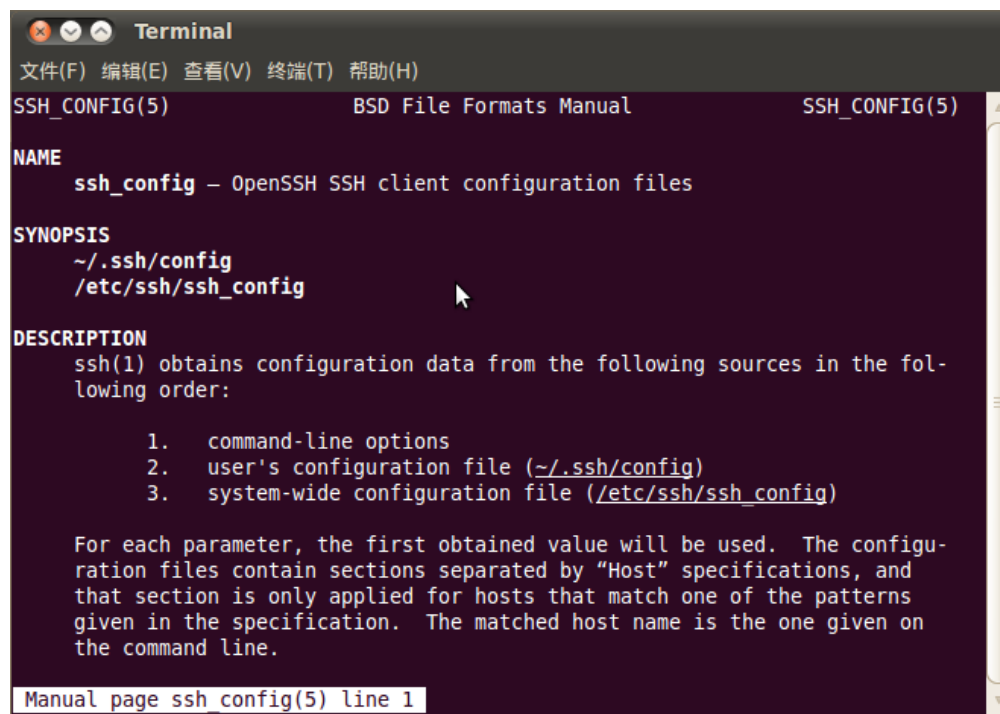 Terminal
文件(F) 编辑(E) 查看(V) 终端(T) 帮助(H)
SSH_CONFIG(5) BSD File Formats Manual SSH_CONFIG(5)
NAME
ssh_config — OpenSSH SSH client configuration files
SYNOPSIS
~/.ssh/config
/etc/ssh/ssh_config
DESCRIPTION
ssh(1) obtains configuration data from the following sources in the fol-
lowing order:
1. command-line options
2. user's configuration file (~/.ssh/config)
3. system-wide configuration file (/etc/ssh/ssh_config)
For each parameter, the first obtained value will be used. The configu-
ration files contain sections separated by “Host” specifications, and
that section is only applied for hosts that match one of the patterns
given in the specification. The matched host name is the one given on
the command line.
Manual page ssh_config(5) line 1